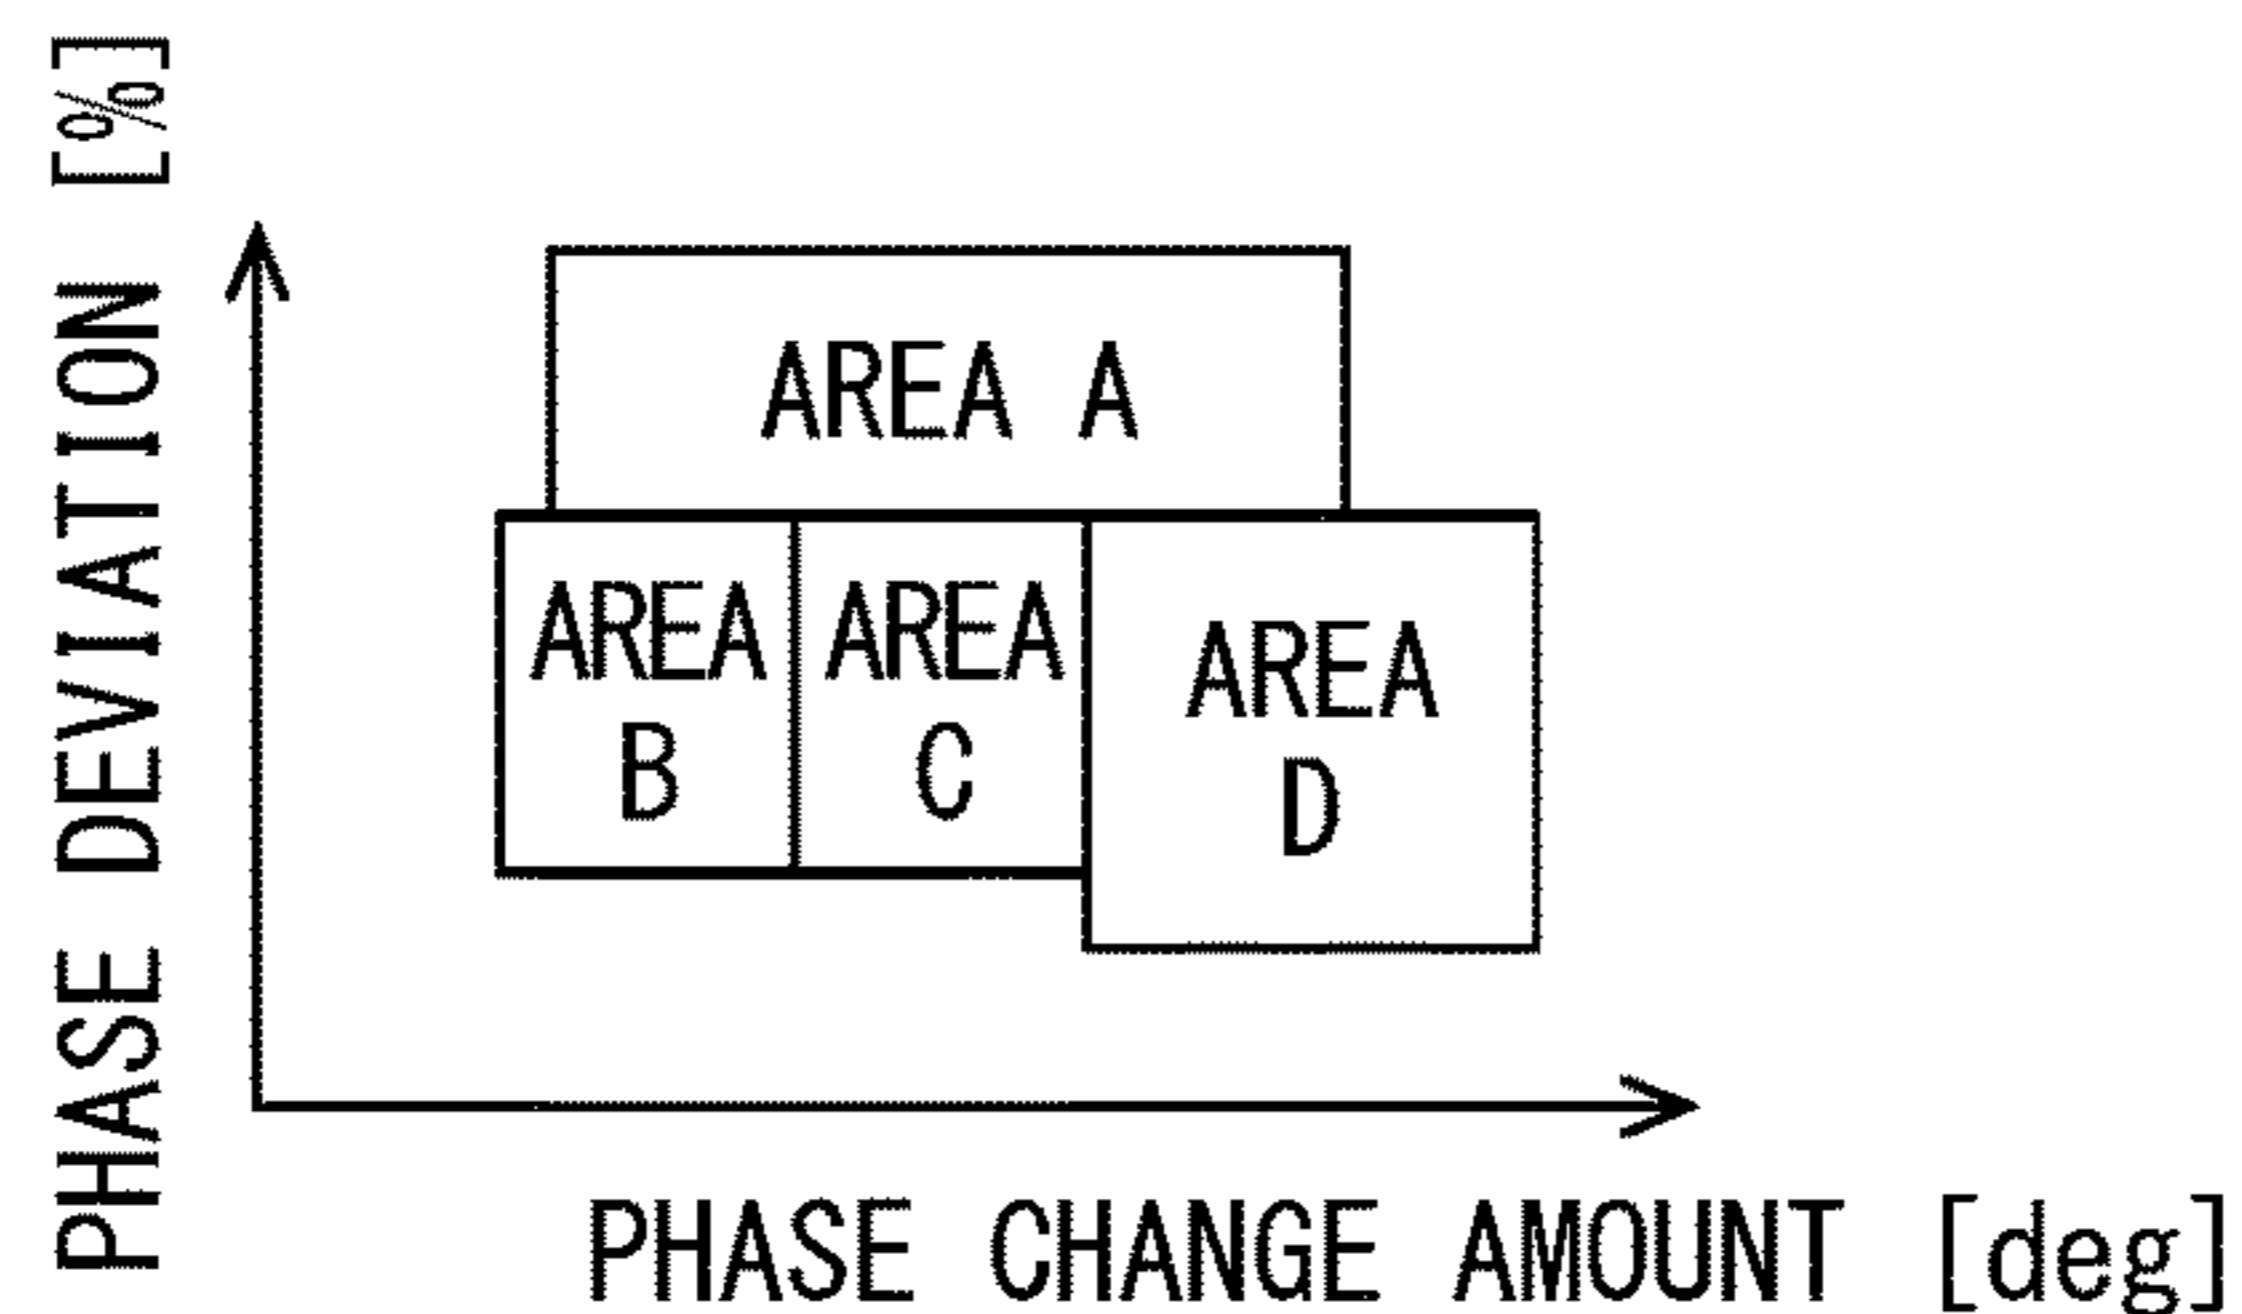 PHASE DEVIATION [%]
AREA A
AREA
B
AREA
C
AREA
D
PHASE CHANGE AMOUNT [deg]